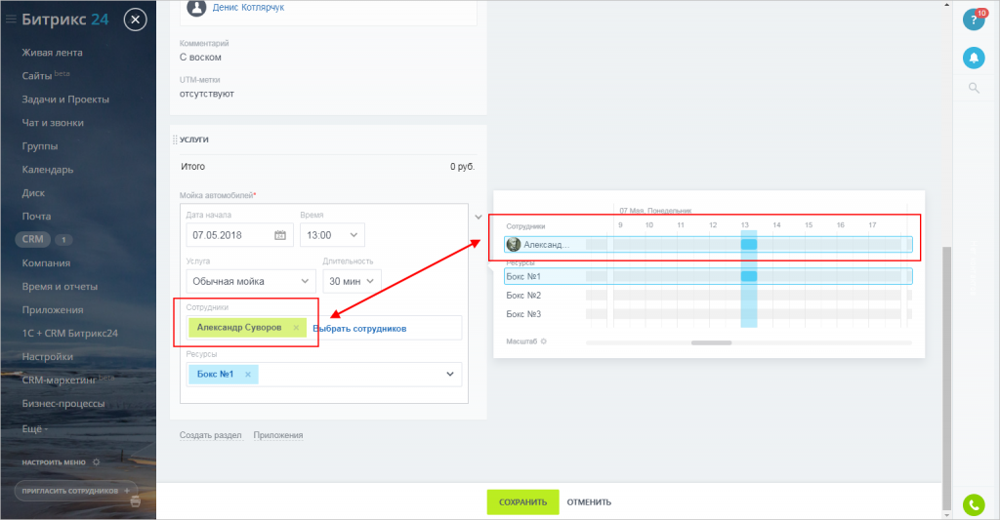 Битрикс 24
Живая лента
Сайты beta
Задачи и Проекты
Чат и звонки
Группы
Календарь
Диск
Почта
CRM 1
Компания
Время и отчеты
Приложения
1С + CRM Битрикс24
Настройки
CRM-маркетинг beta
Бизнес-процессы
Ещё -
НАСТРОИТЬ МЕНЮ
ПРИГЛАСИТЬ СОТРУДНИКОВ +
Денис Котлярчук
Комментарий
С воском
UTM-метки
отсутствуют
УСЛУГИ
Итого 0 руб.
Мойка автомобилей*
Дата начала Время
07.05.2018 13:00
Услуга Длительность
Обычная мойка 30 мин
Сотрудники
Александр Суворов × Выбрать сотрудников
Ресурсы
Бокс №1 ×
Создать раздел Приложения
07 Мая, Понедельник
Сотрудники 9 10 11 12 13 14 15 16 17
Александ...
Ресурсы
Бокс №1
Бокс №2
Бокс №3
Масштаб
СОХРАНИТЬ ОТМЕНИТЬ
? 10